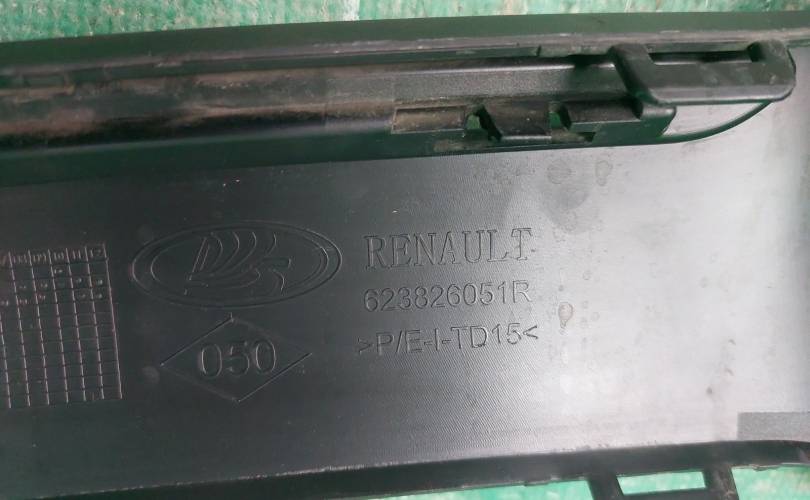 RENAULT
623826051R
050
>P/E-I-TD15<